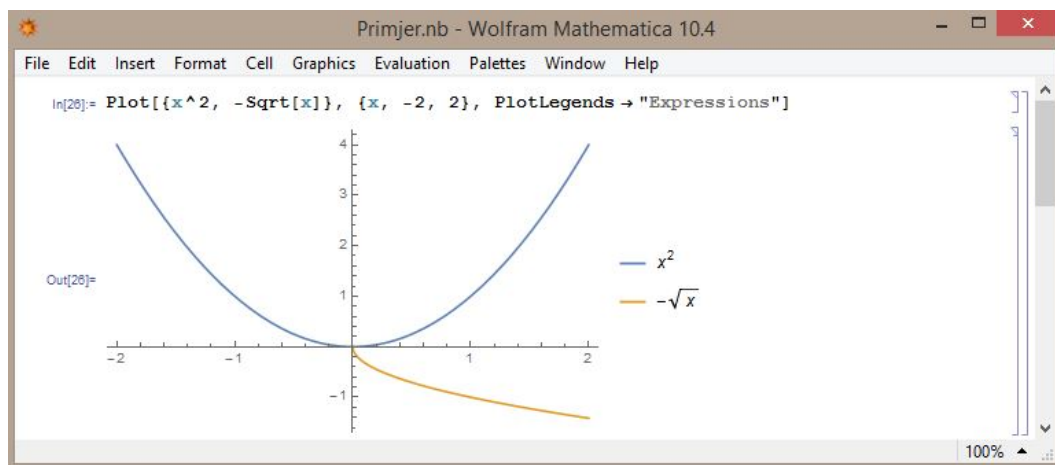 Primjer.nb - Wolfram Mathematica 10.4
File Edit Insert Format Cell Graphics Evaluation Palettes Window Help
In[26]:= Plot[{x^2, -Sqrt[x]}, {x, -2, 2}, PlotLegends → "Expressions"]
4
3
2
1
Out[26]=
x²
-√x
-2 -1 1 2
-1
100%